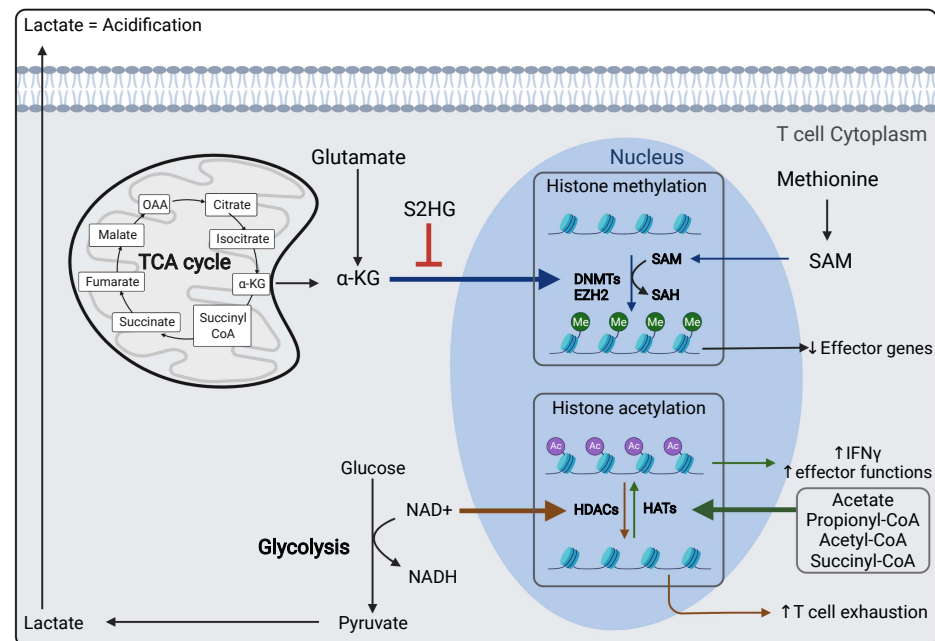 Lactate = Acidification
T cell Cytoplasm
Nucleus
Glutamate
Histone methylation
Methionine
OAA
Citrate
S2HG
Malate
Isocitrate
TCA cycle
SAM
SAM
Fumarate
α-KG
α-KG
DNMTs
EZH2
SAH
Succinate
Succinyl
CoA
Me
Me
Me
Me
↓ Effector genes
Histone acetylation
Ac
Ac
Ac
Ac
↑IFNγ
↑effector functions
Glucose
NAD+
HDACs
HATs
Acetate
Propionyl-CoA
Acetyl-CoA
Succinyl-CoA
Glycolysis
NADH
↑T cell exhaustion
Lactate
Pyruvate